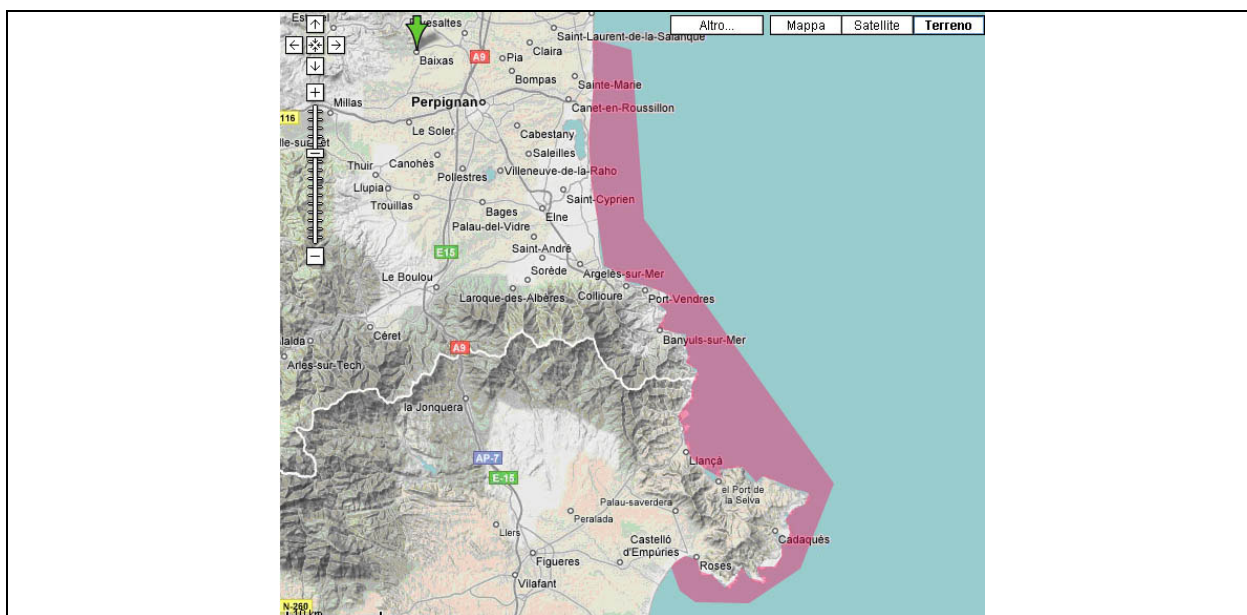 Altro...
Mappa
Satellite
Terreno
Saint-Laurent-de-la-Salanque
Claira
A9
Pia
Baixas
Bompas
Sainte-Marie
Perpignan
Canet-en-Roussillon
Millas
116
Le Soler
Cabestany
Saleilles
Canohès
Thuir
Pollestres
Villeneuve-de-la-Raho
Llupia
Trouillas
Saint-Cyprien
Bages
Elne
Palau-del-Vidre
E15
Saint-André
Sorède
Argelès-sur-Mer
Le Boulou
Laroque-des-Albères
Collioure
Port-Vendres
Céret
Banyuls-sur-Mer
A9
Arles-sur-Tech
la Jonquera
Llançà
AP-7
E-15
el Port de
la Selva
Palau-saverdera
Peralada
Llers
Castelló
d'Empúries
Cadaqués
Figueres
Roses
Vilafant
N-260
10 km